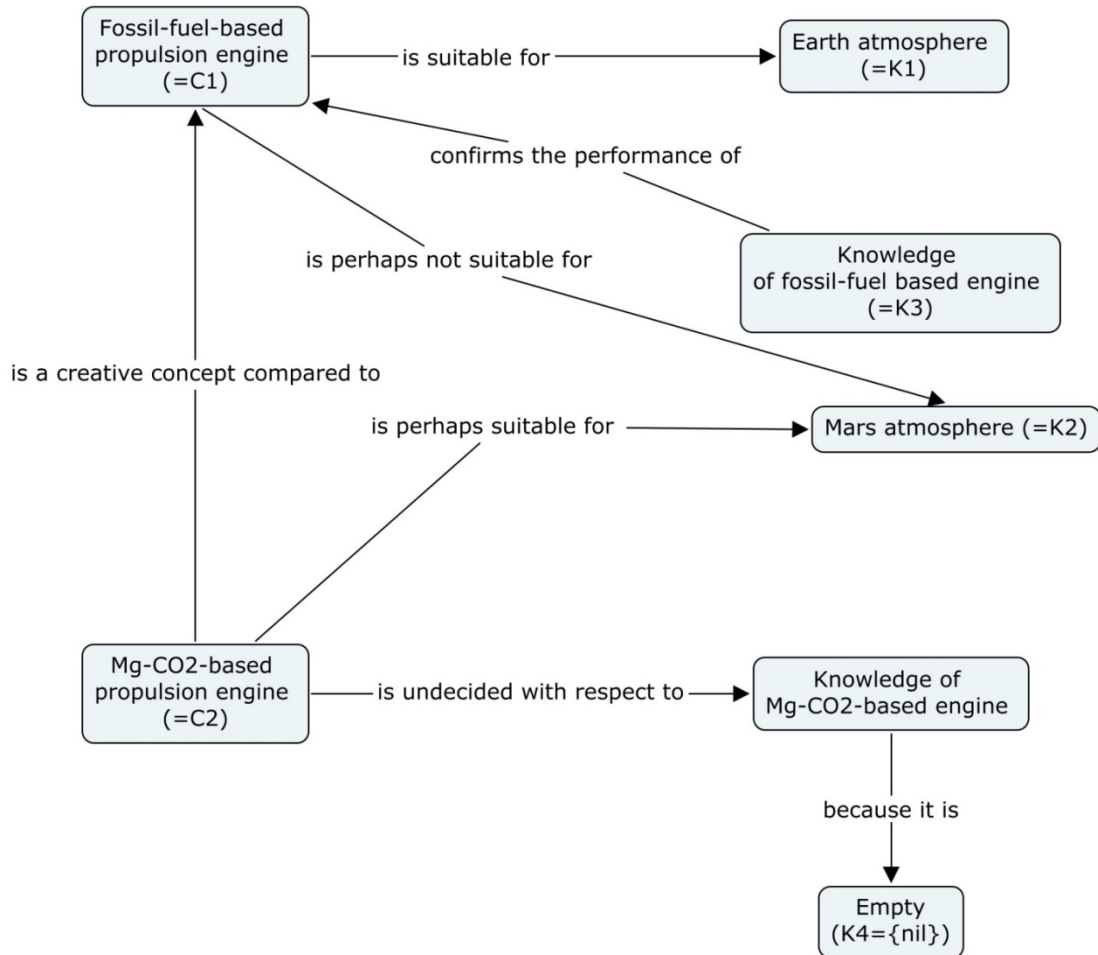 Fossil-fuel-based
propulsion engine
(=C1)
is suitable for
Earth atmosphere
(=K1)
confirms the performance of
is perhaps not suitable for
Knowledge
of fossil-fuel based engine
(=K3)
is a creative concept compared to
is perhaps suitable for
Mars atmosphere (=K2)
Mg-CO2-based
propulsion engine
(=C2)
is undecided with respect to
Knowledge of
Mg-CO2-based engine
because it is
Empty
(K4={nil})